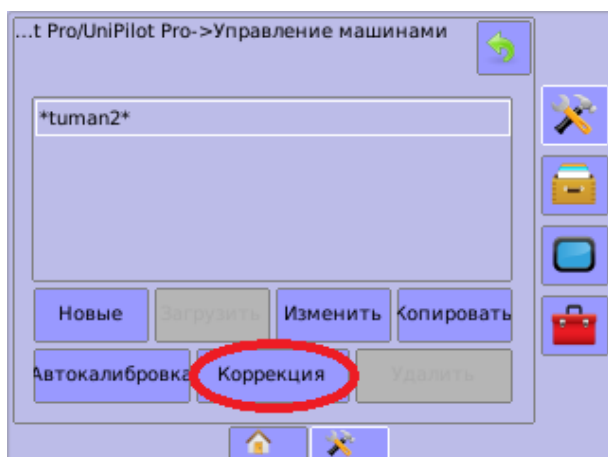 ...t Pro/UniPilot Pro->Управление машинами
*tuman2*
Новые Загрузить Изменить Копировать
Автокалибровка Коррекция Удалить